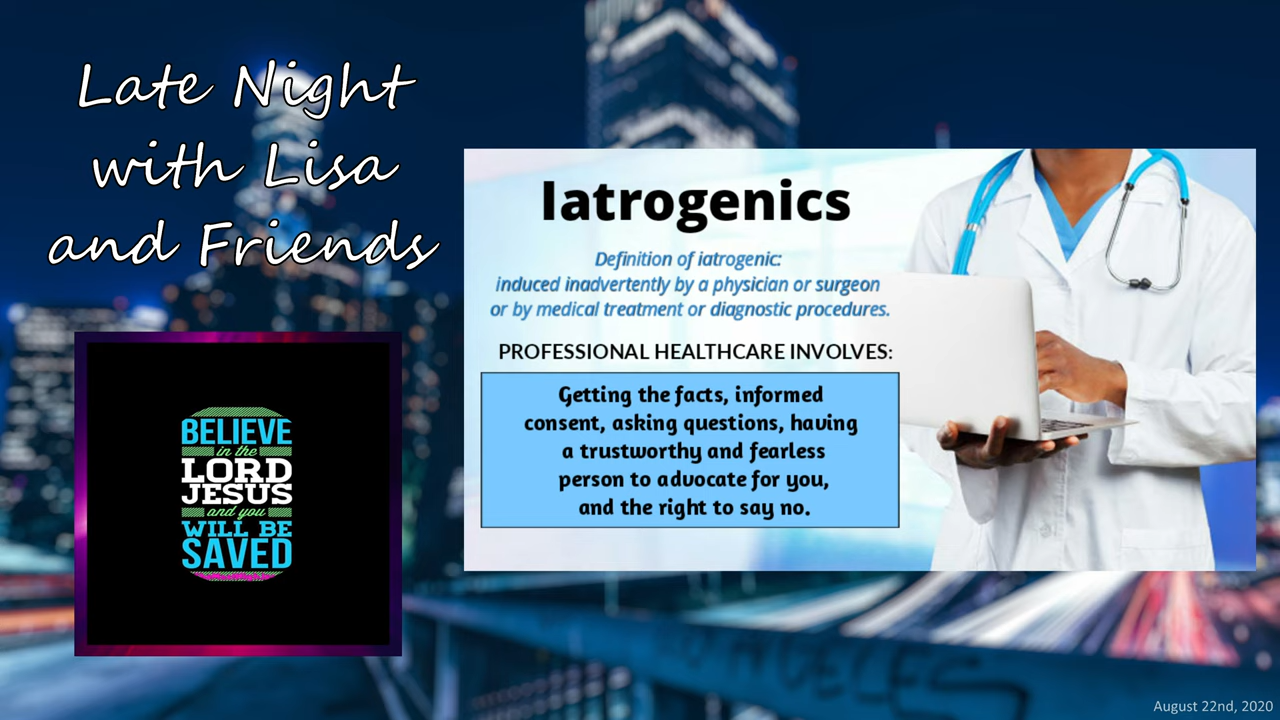 Late Night
with Lisa
and Friends
BELIEVE
in the
LORD
JESUS
and you
WILL BE
SAVED
Iatrogenics
Definition of iatrogenic:
induced inadvertently by a physician or surgeon
or by medical treatment or diagnostic procedures.
PROFESSIONAL HEALTHCARE INVOLVES:
Getting the facts, informed
consent, asking questions, having
a trustworthy and fearless
person to advocate for you,
and the right to say no.
August 22nd, 2020